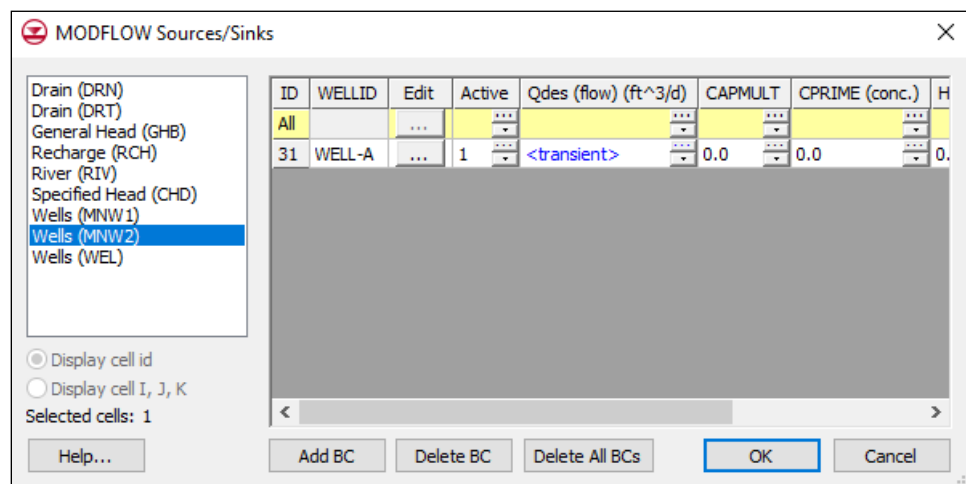 MODFLOW Sources/Sinks
Drain (DRN)
Drain (DRT)
General Head (GHB)
Recharge (RCH)
River (RIV)
Specified Head (CHD)
Wells (MNW1)
Wells (MNW2)
Wells (WEL)
Display cell id
Display cell I, J, K
Selected cells: 1
ID WELLID Edit Active Qdes (flow) (ft^3/d) CAPMULT CPRIME (conc.) H
All ...
31 WELL-A ... 1 <transient> 0.0 0.0 0.
Help... Add BC Delete BC Delete All BCs OK Cancel